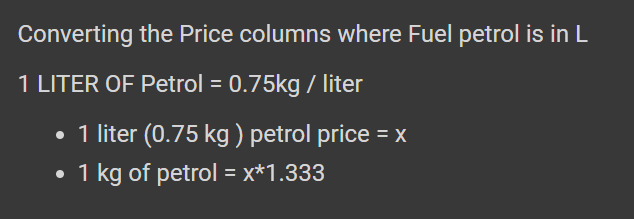 Converting the Price columns where Fuel petrol is in L
1 LITER OF Petrol = 0.75kg / liter
• 1 liter (0.75 kg ) petrol price = x
• 1 kg of petrol = x*1.333